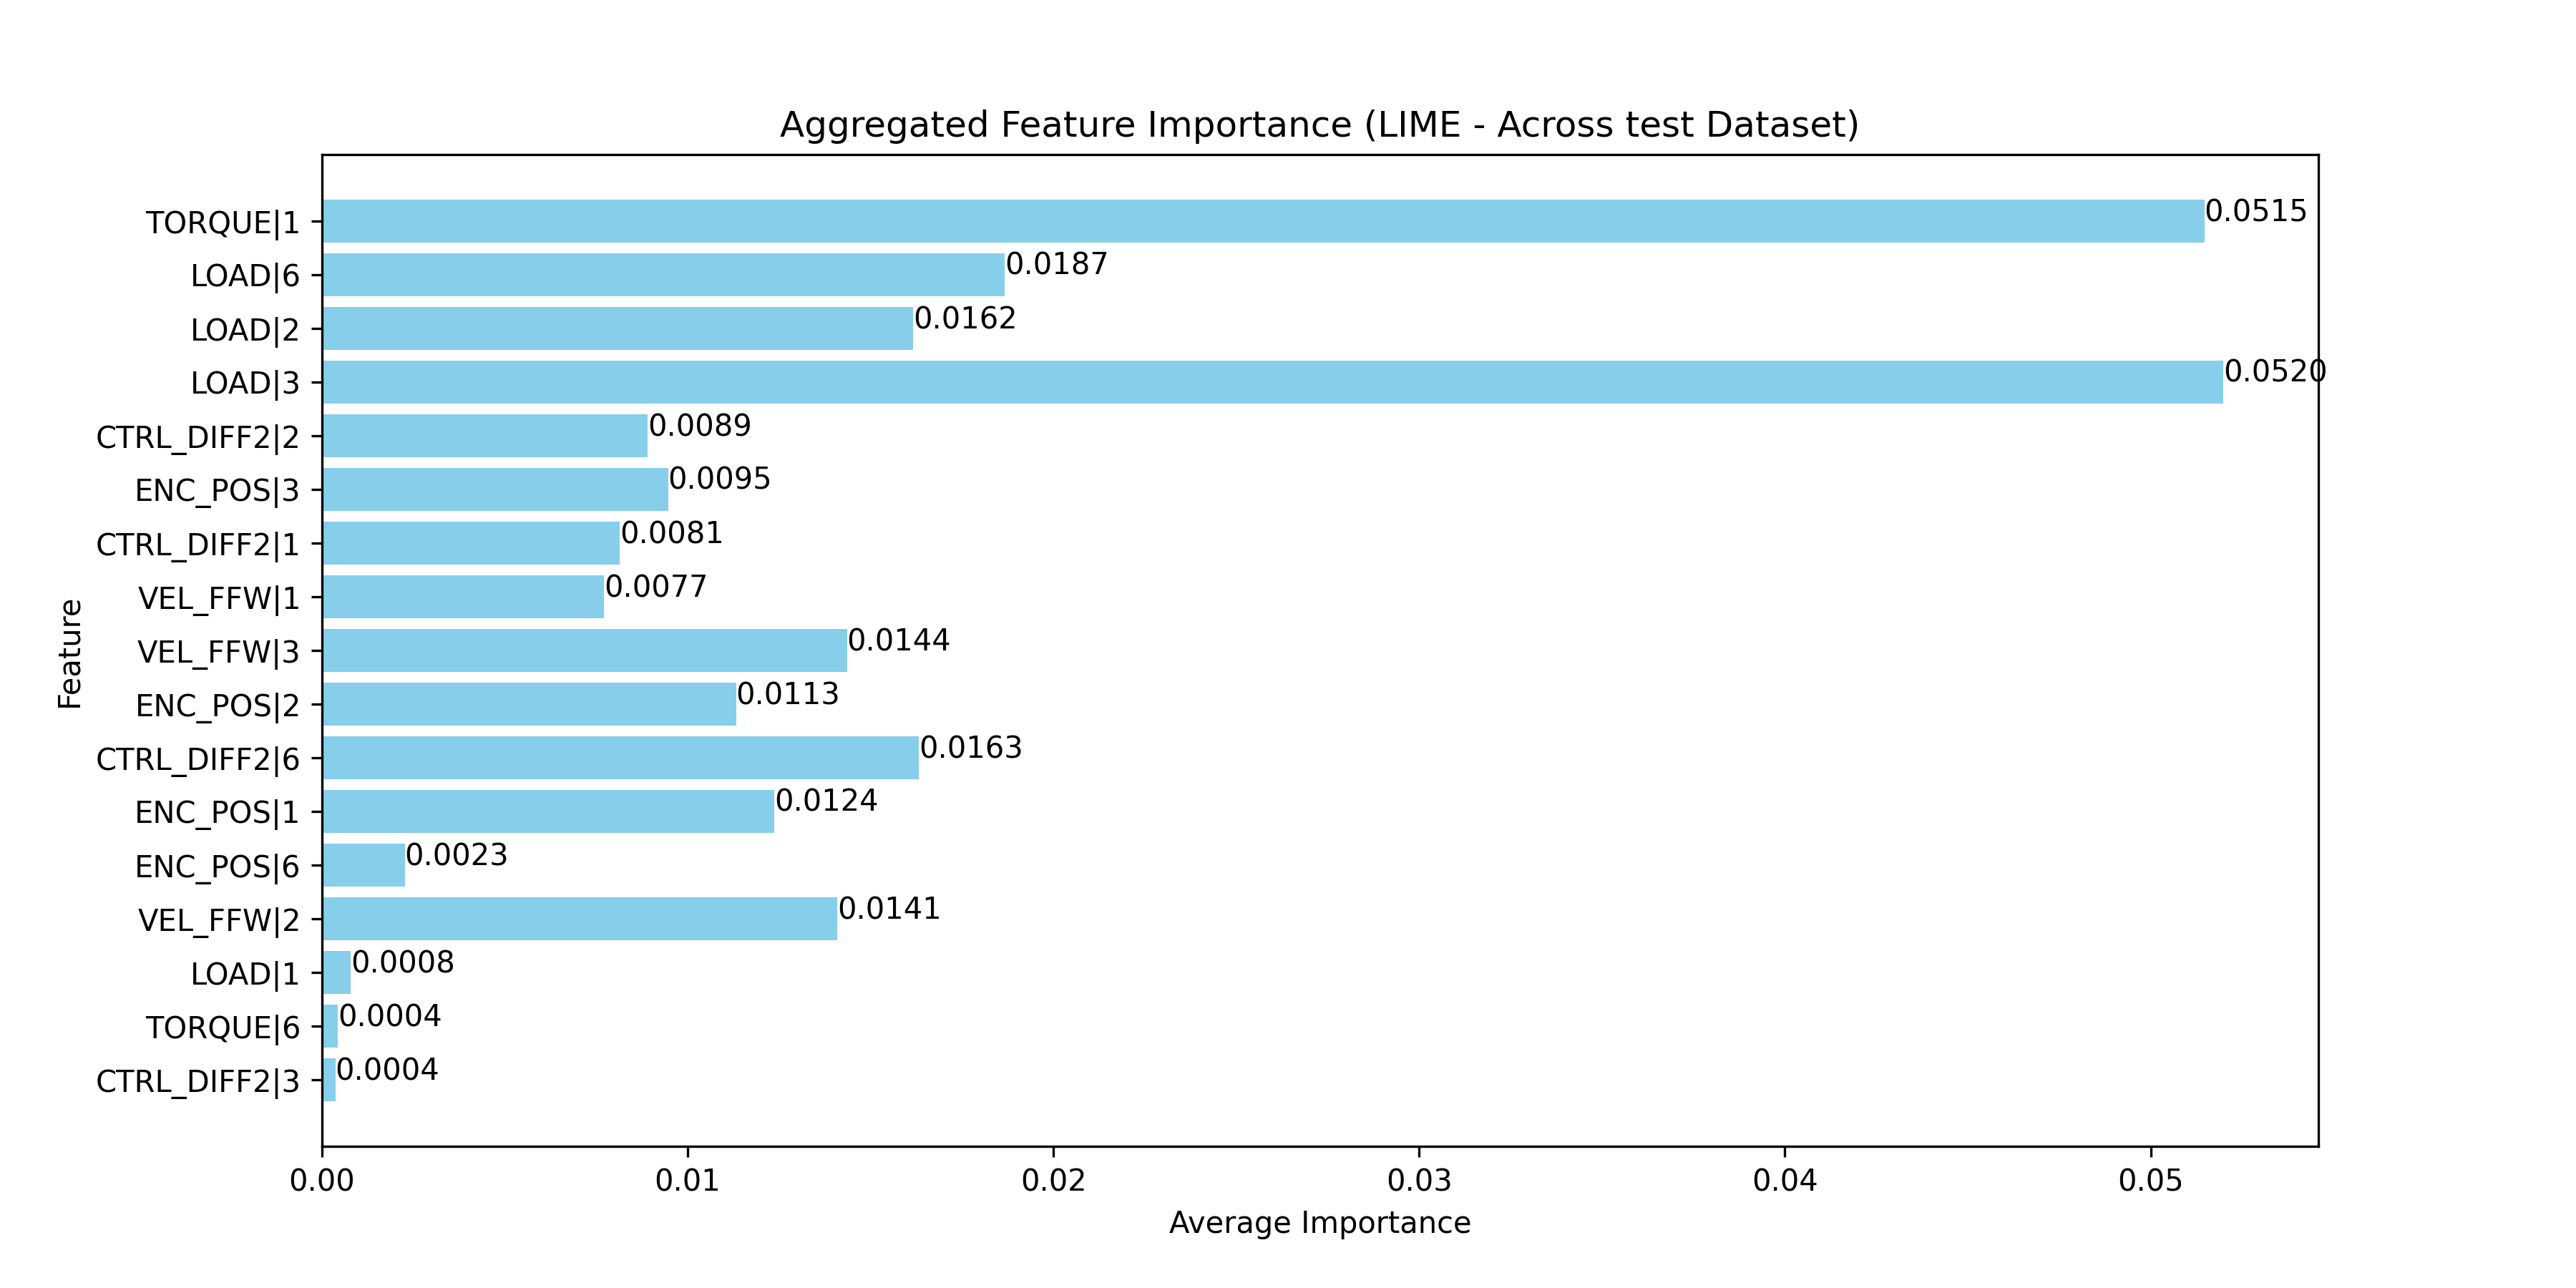 Aggregated Feature Importance (LIME - Across test Dataset)
TORQUE|1 0.0515
LOAD|6 0.0187
LOAD|2 0.0162
LOAD|3 0.0520
CTRL_DIFF2|2 0.0089
ENC_POS|3 0.0095
CTRL_DIFF2|1 0.0081
VEL_FFW|1 0.0077
VEL_FFW|3 0.0144
ENC_POS|2 0.0113
CTRL_DIFF2|6 0.0163
ENC_POS|1 0.0124
ENC_POS|6 0.0023
VEL_FFW|2 0.0141
LOAD|1 0.0008
TORQUE|6 0.0004
CTRL_DIFF2|3 0.0004
Feature
0.00 0.01 0.02 0.03 0.04 0.05
Average Importance